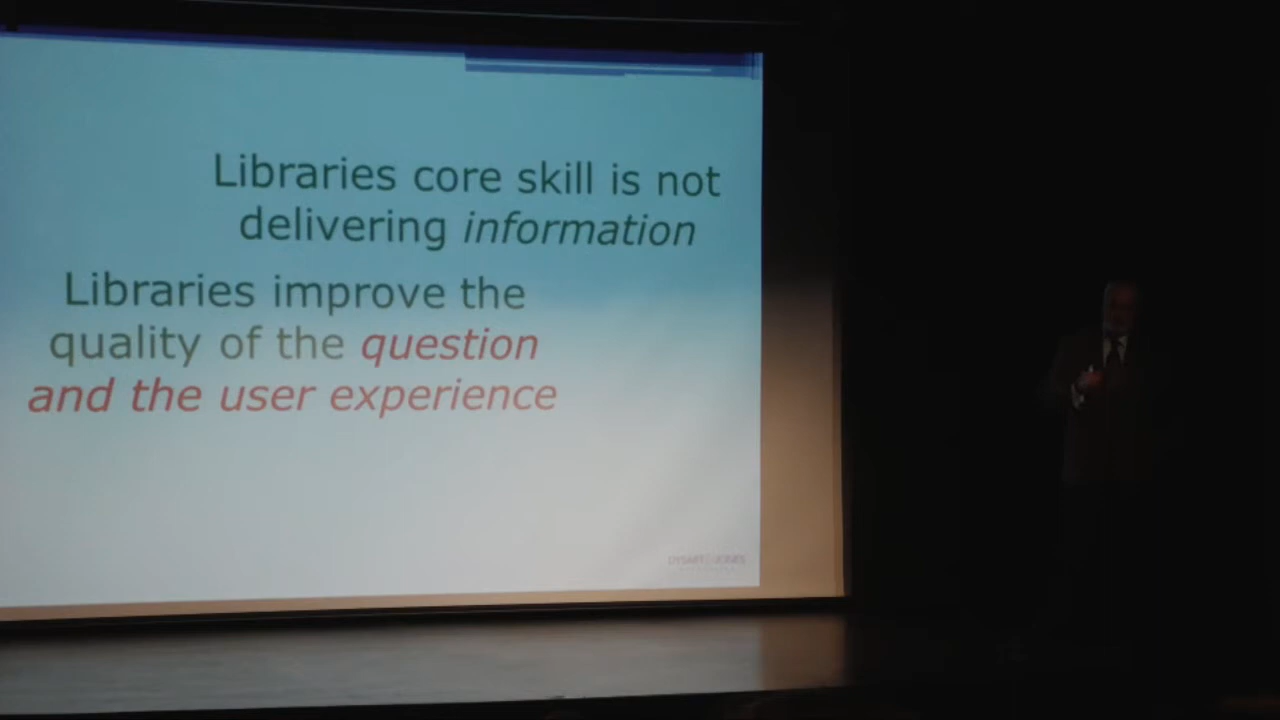 Libraries core skill is not
delivering information
Libraries improve the
quality of the question
and the user experience